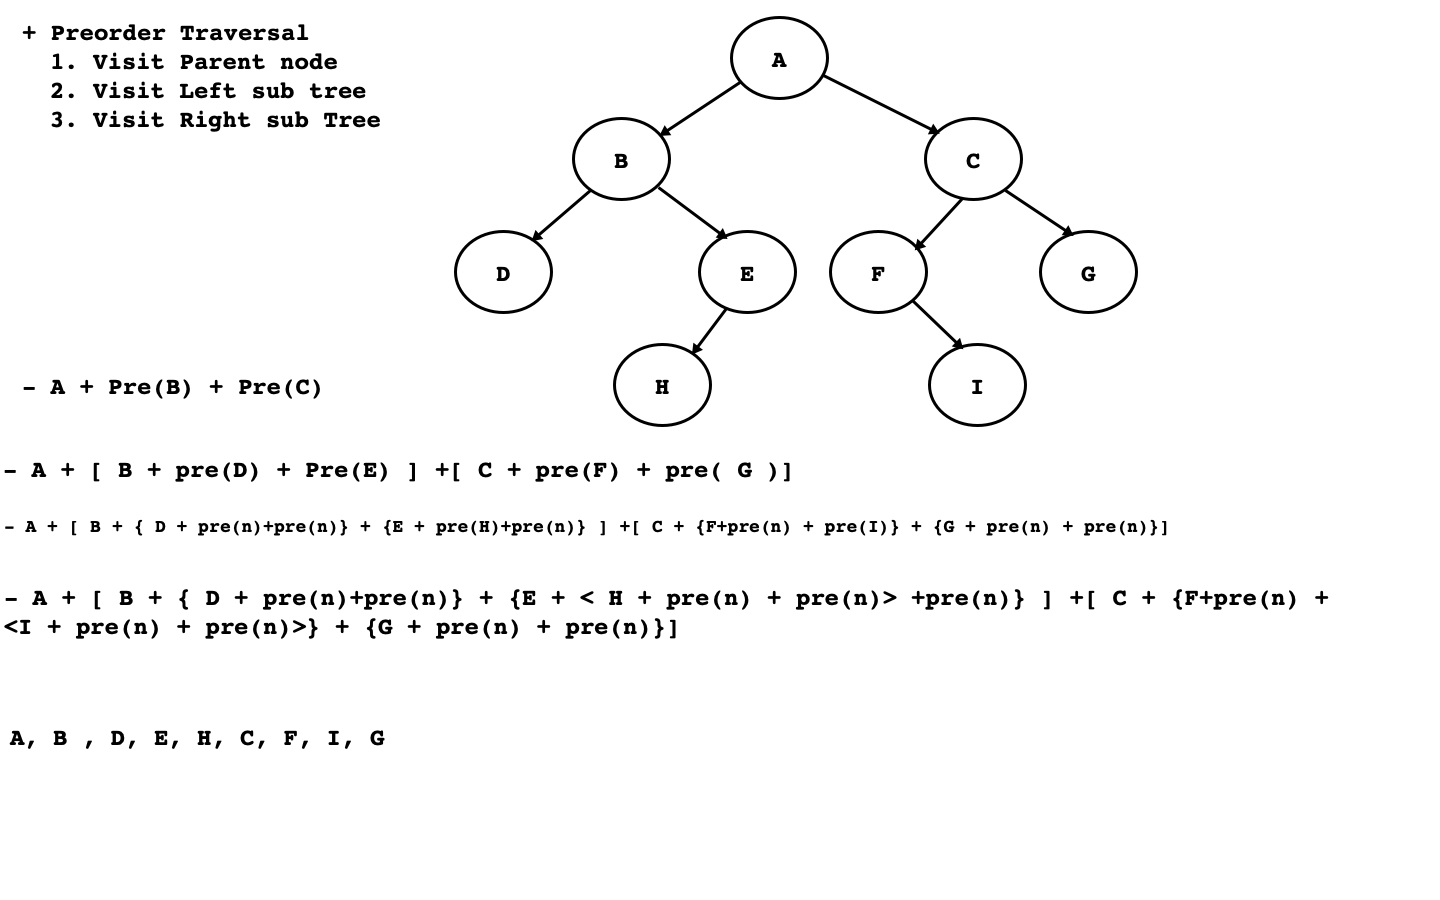 + Preorder Traversal
1. Visit Parent node
2. Visit Left sub tree
3. Visit Right sub Tree
A
B
C
D
E
F
G
H
I
– A + Pre(B) + Pre(C)
– A + [ B + pre(D) + Pre(E) ] +[ C + pre(F) + pre( G )]
– A + [ B + { D + pre(n)+pre(n)} + {E + pre(H)+pre(n)} ] +[ C + {F+pre(n) + pre(I)} + {G + pre(n) + pre(n)}]
– A + [ B + { D + pre(n)+pre(n)} + {E + < H + pre(n) + pre(n)> +pre(n)} ] +[ C + {F+pre(n) +
<I + pre(n) + pre(n)>} + {G + pre(n) + pre(n)}]
A, B , D, E, H, C, F, I, G